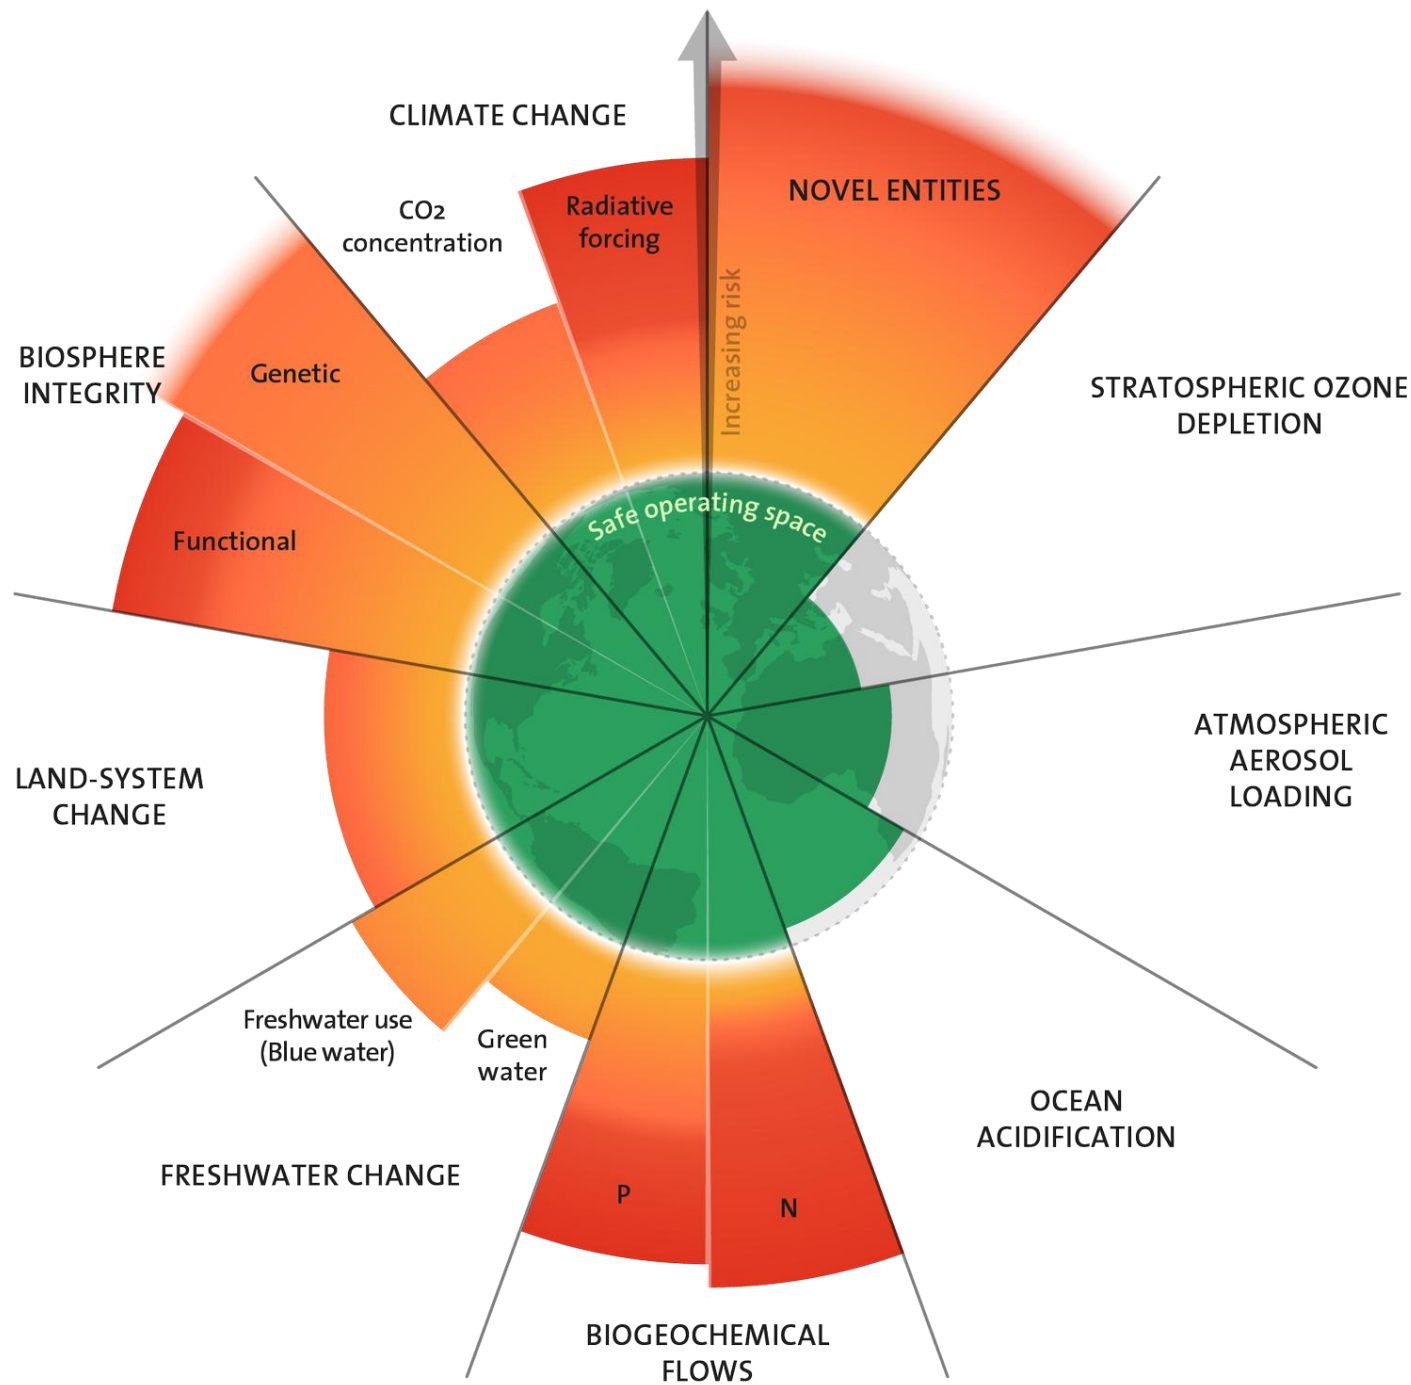 CLIMATE CHANGE
CO2
concentration
Radiative
forcing
NOVEL ENTITIES
Increasing risk
BIOSPHERE
INTEGRITY
Genetic
Functional
STRATOSPHERIC OZONE
DEPLETION
Safe operating space
ATMOSPHERIC
AEROSOL
LOADING
LAND-SYSTEM
CHANGE
Freshwater use
(Blue water)
Green
water
OCEAN
ACIDIFICATION
FRESHWATER CHANGE
P
N
BIOGEOCHEMICAL
FLOWS